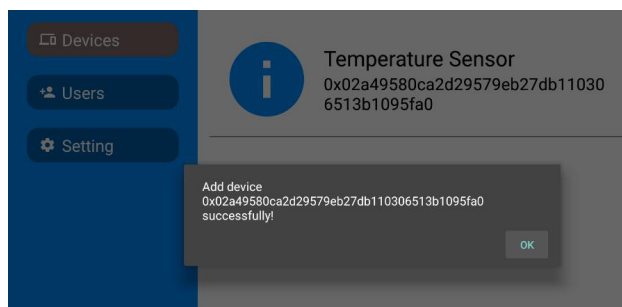 Devices
Users
Setting
Temperature Sensor
0x02a49580ca2d29579eb27db11030
6513b1095fa0
Add device
0x02a49580ca2d29579eb27db110306513b1095fa0
successfully!
OK